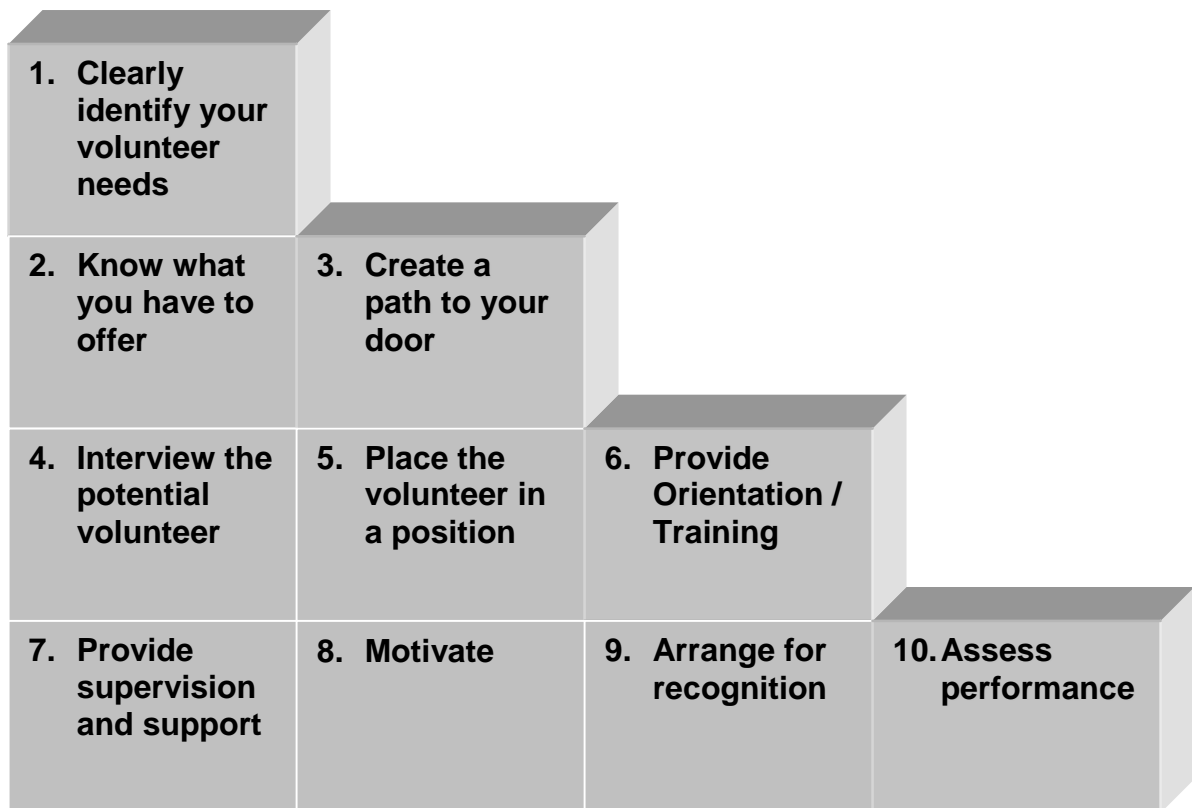 1. Clearly
identify your
volunteer
needs
2. Know what
you have to
offer
3. Create a
path to your
door
4. Interview the
potential
volunteer
5. Place the
volunteer in
a position
6. Provide
Orientation /
Training
7. Provide
supervision
and support
8. Motivate
9. Arrange for
recognition
10. Assess
performance